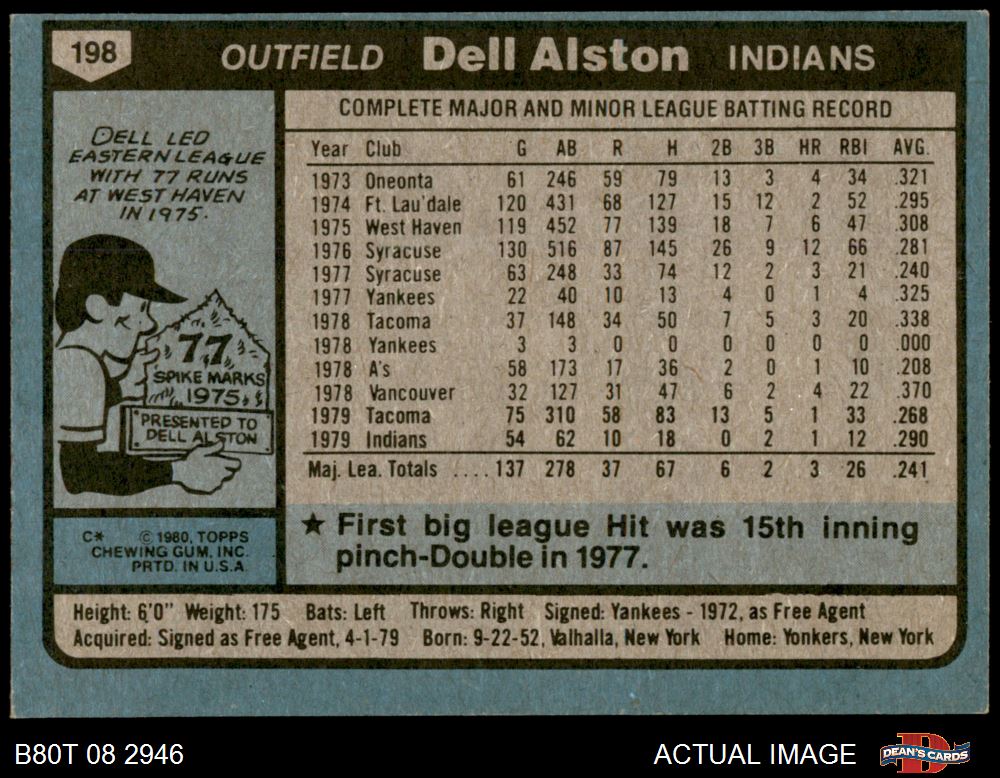 198 OUTFIELD Dell Alston INDIANS
DELL LED
EASTERN LEAGUE
WITH 77 RUNS
AT WEST HAVEN
IN 1975.
77
SPIKE MARKS
1975
PRESENTED TO
DELL ALSTON
C* © 1980, TOPPS
CHEWING GUM, INC.
PRTD. IN U.S.A
COMPLETE MAJOR AND MINOR LEAGUE BATTING RECORD
Year Club G AB R H 2B 3B HR RBI AVG.
1973 Oneonta 61 246 59 79 13 3 4 34 .321
1974 Ft. Lau'dale 120 431 68 127 15 12 2 52 .295
1975 West Haven 119 452 77 139 18 7 6 47 .308
1976 Syracuse 130 516 87 145 26 9 12 66 .281
1977 Syracuse 63 248 33 74 12 2 3 21 .240
1977 Yankees 22 40 10 13 4 0 1 4 .325
1978 Tacoma 37 148 34 50 7 5 3 20 .338
1978 Yankees 3 3 0 0 0 0 0 0 .000
1978 A's 58 173 17 36 2 0 1 10 .208
1978 Vancouver 32 127 31 47 6 2 4 22 .370
1979 Tacoma 75 310 58 83 13 5 1 33 .268
1979 Indians 54 62 10 18 0 2 1 12 .290
Maj. Lea. Totals ....137 278 37 67 6 2 3 26 .241
★ First big league Hit was 15th inning
pinch-Double in 1977.
Height: 6'0" Weight: 175 Bats: Left Throws: Right Signed: Yankees - 1972, as Free Agent
Acquired: Signed as Free Agent, 4-1-79 Born: 9-22-52, Valhalla, New York Home: Yonkers, New York
B80T 08 2946 ACTUAL IMAGE DEAN'S CARDS